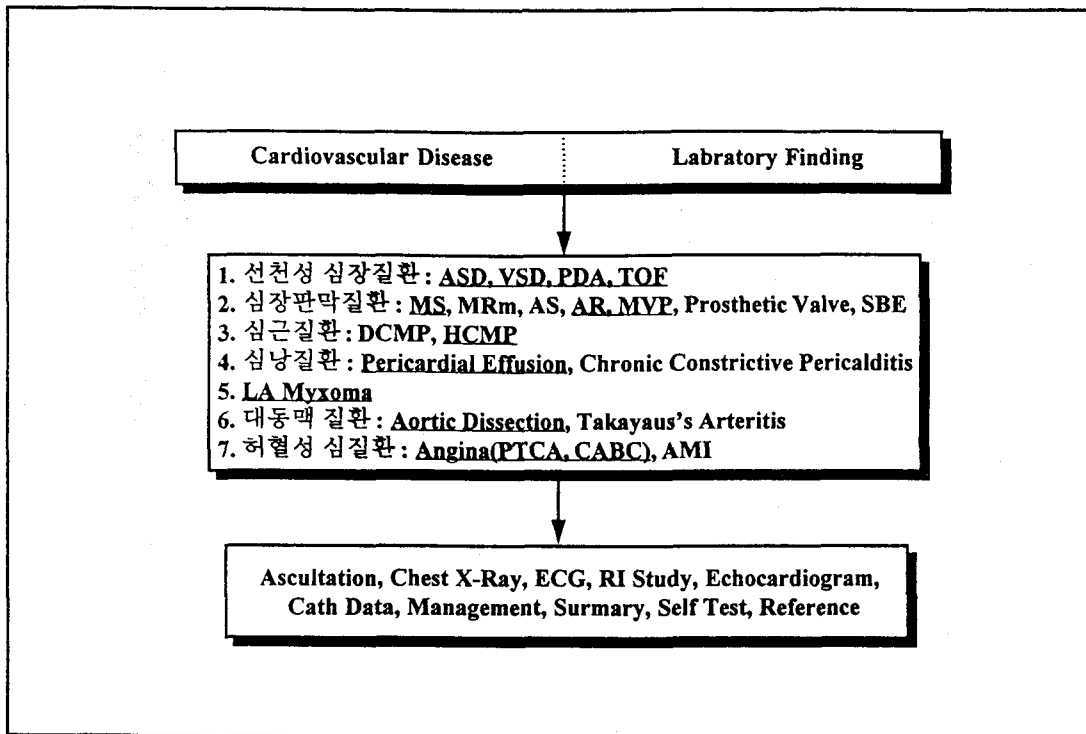 Cardiovascular Disease Labratory Finding
1. 선천성 심장질환 : ASD, VSD, PDA, TOF
2. 심장판막질환 : MS, MRm, AS, AR, MVP, Prosthetic Valve, SBE
3. 심근질환 : DCMP, HCMP
4. 심낭질환 : Pericardial Effusion, Chronic Constrictive Pericalditis
5. LA Myxoma
6. 대동맥 질환 : Aortic Dissection, Takayaus's Arteritis
7. 허혈성 심질환 : Angina(PTCA, CABC), AMI
Ascultation, Chest X-Ray, ECG, RI Study, Echocardiogram,
Cath Data, Management, Surmary, Self Test, Reference